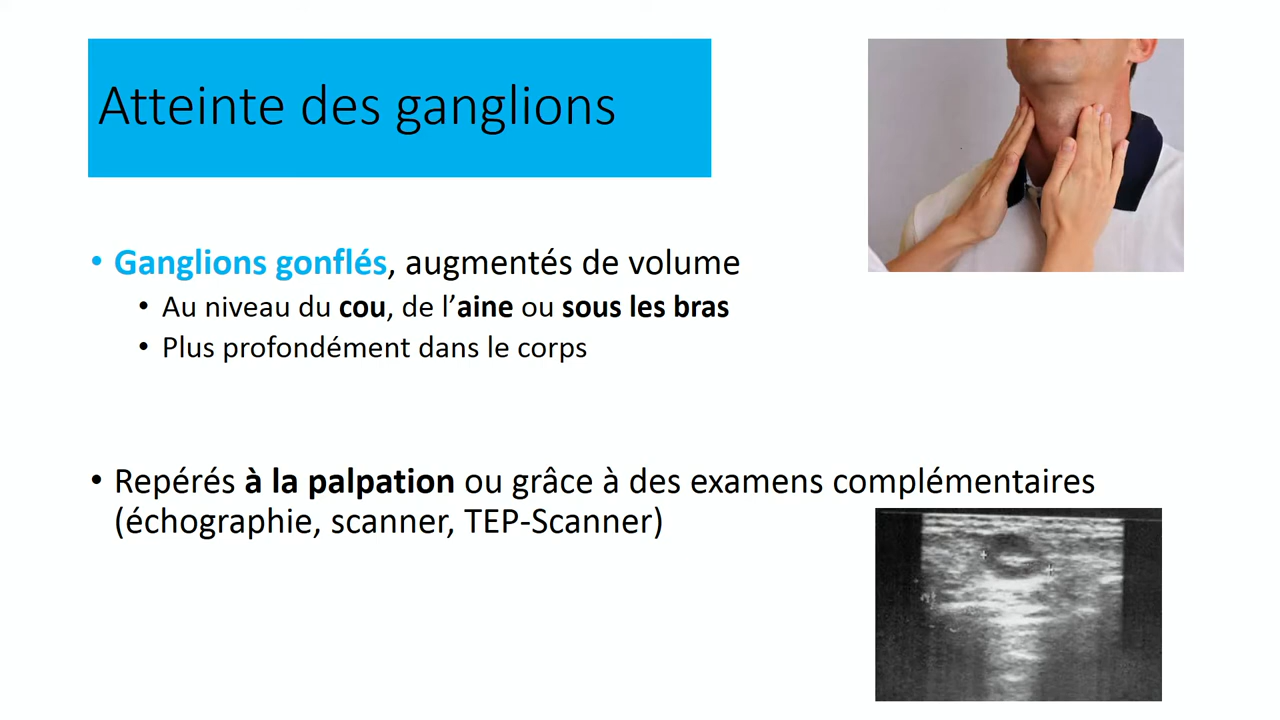 Atteinte des ganglions
• Ganglions gonflés, augmentés de volume
• Au niveau du cou, de l’aine ou sous les bras
• Plus profondément dans le corps
• Repérés à la palpation ou grâce à des examens complémentaires
(échographie, scanner, TEP-Scanner)